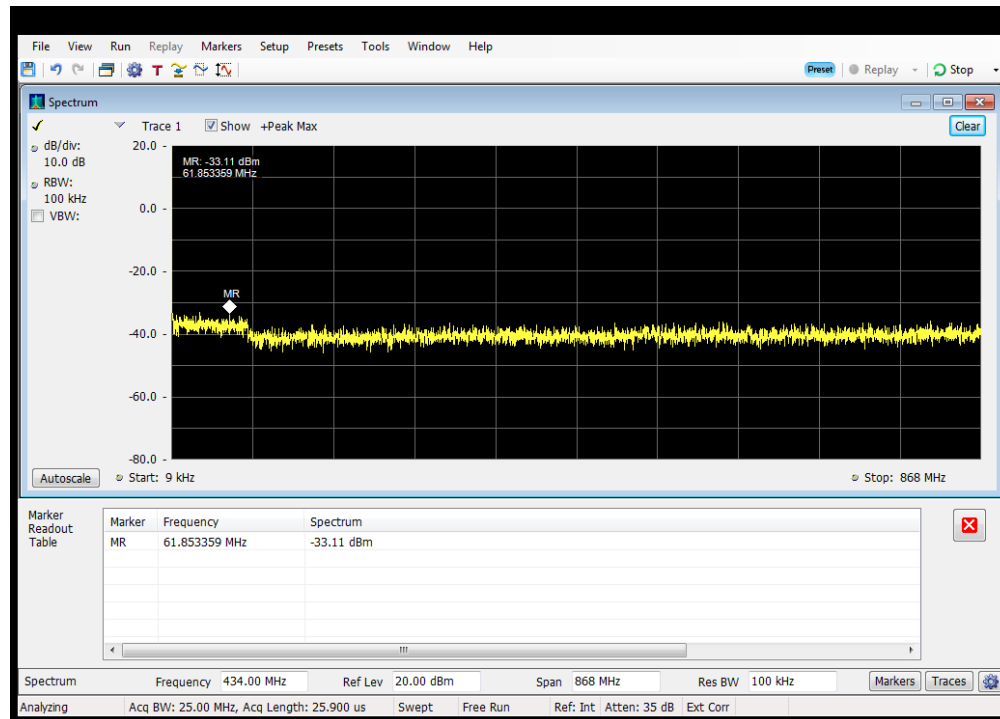 File View Run Replay Markers Setup Presets Tools Window Help
T Preset Replay Stop
Spectrum
Trace 1 Show +Peak Max Clear
dB/div: 20.0 -
10.0 dB MR: -33.11 dBm
61.853359 MHz
RBW:
100 kHz
VBW: 0.0 -
-20.0 -
MR
-40.0 -
-60.0 -
-80.0 -
Autoscale Start: 9 kHz Stop: 868 MHz
Marker
Readout
Table
Marker Frequency Spectrum
MR 61.853359 MHz -33.11 dBm
Spectrum Frequency 434.00 MHz Ref Lev 20.00 dBm Span 868 MHz Res BW 100 kHz Markers Traces
Analyzing Acq BW: 25.00 MHz, Acq Length: 25.900 us Swept Free Run Ref: Int Atten: 35 dB Ext Corr